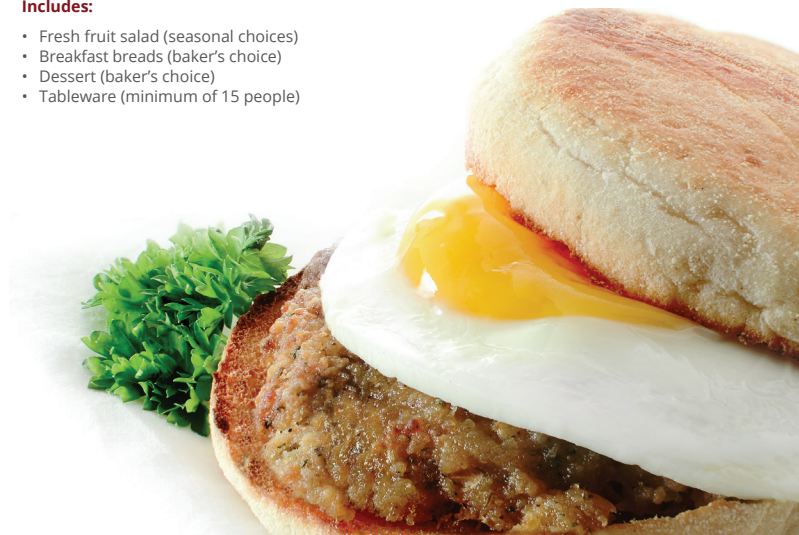 Includes:
• Fresh fruit salad (seasonal choices)
• Breakfast breads (baker’s choice)
• Dessert (baker’s choice)
• Tableware (minimum of 15 people)